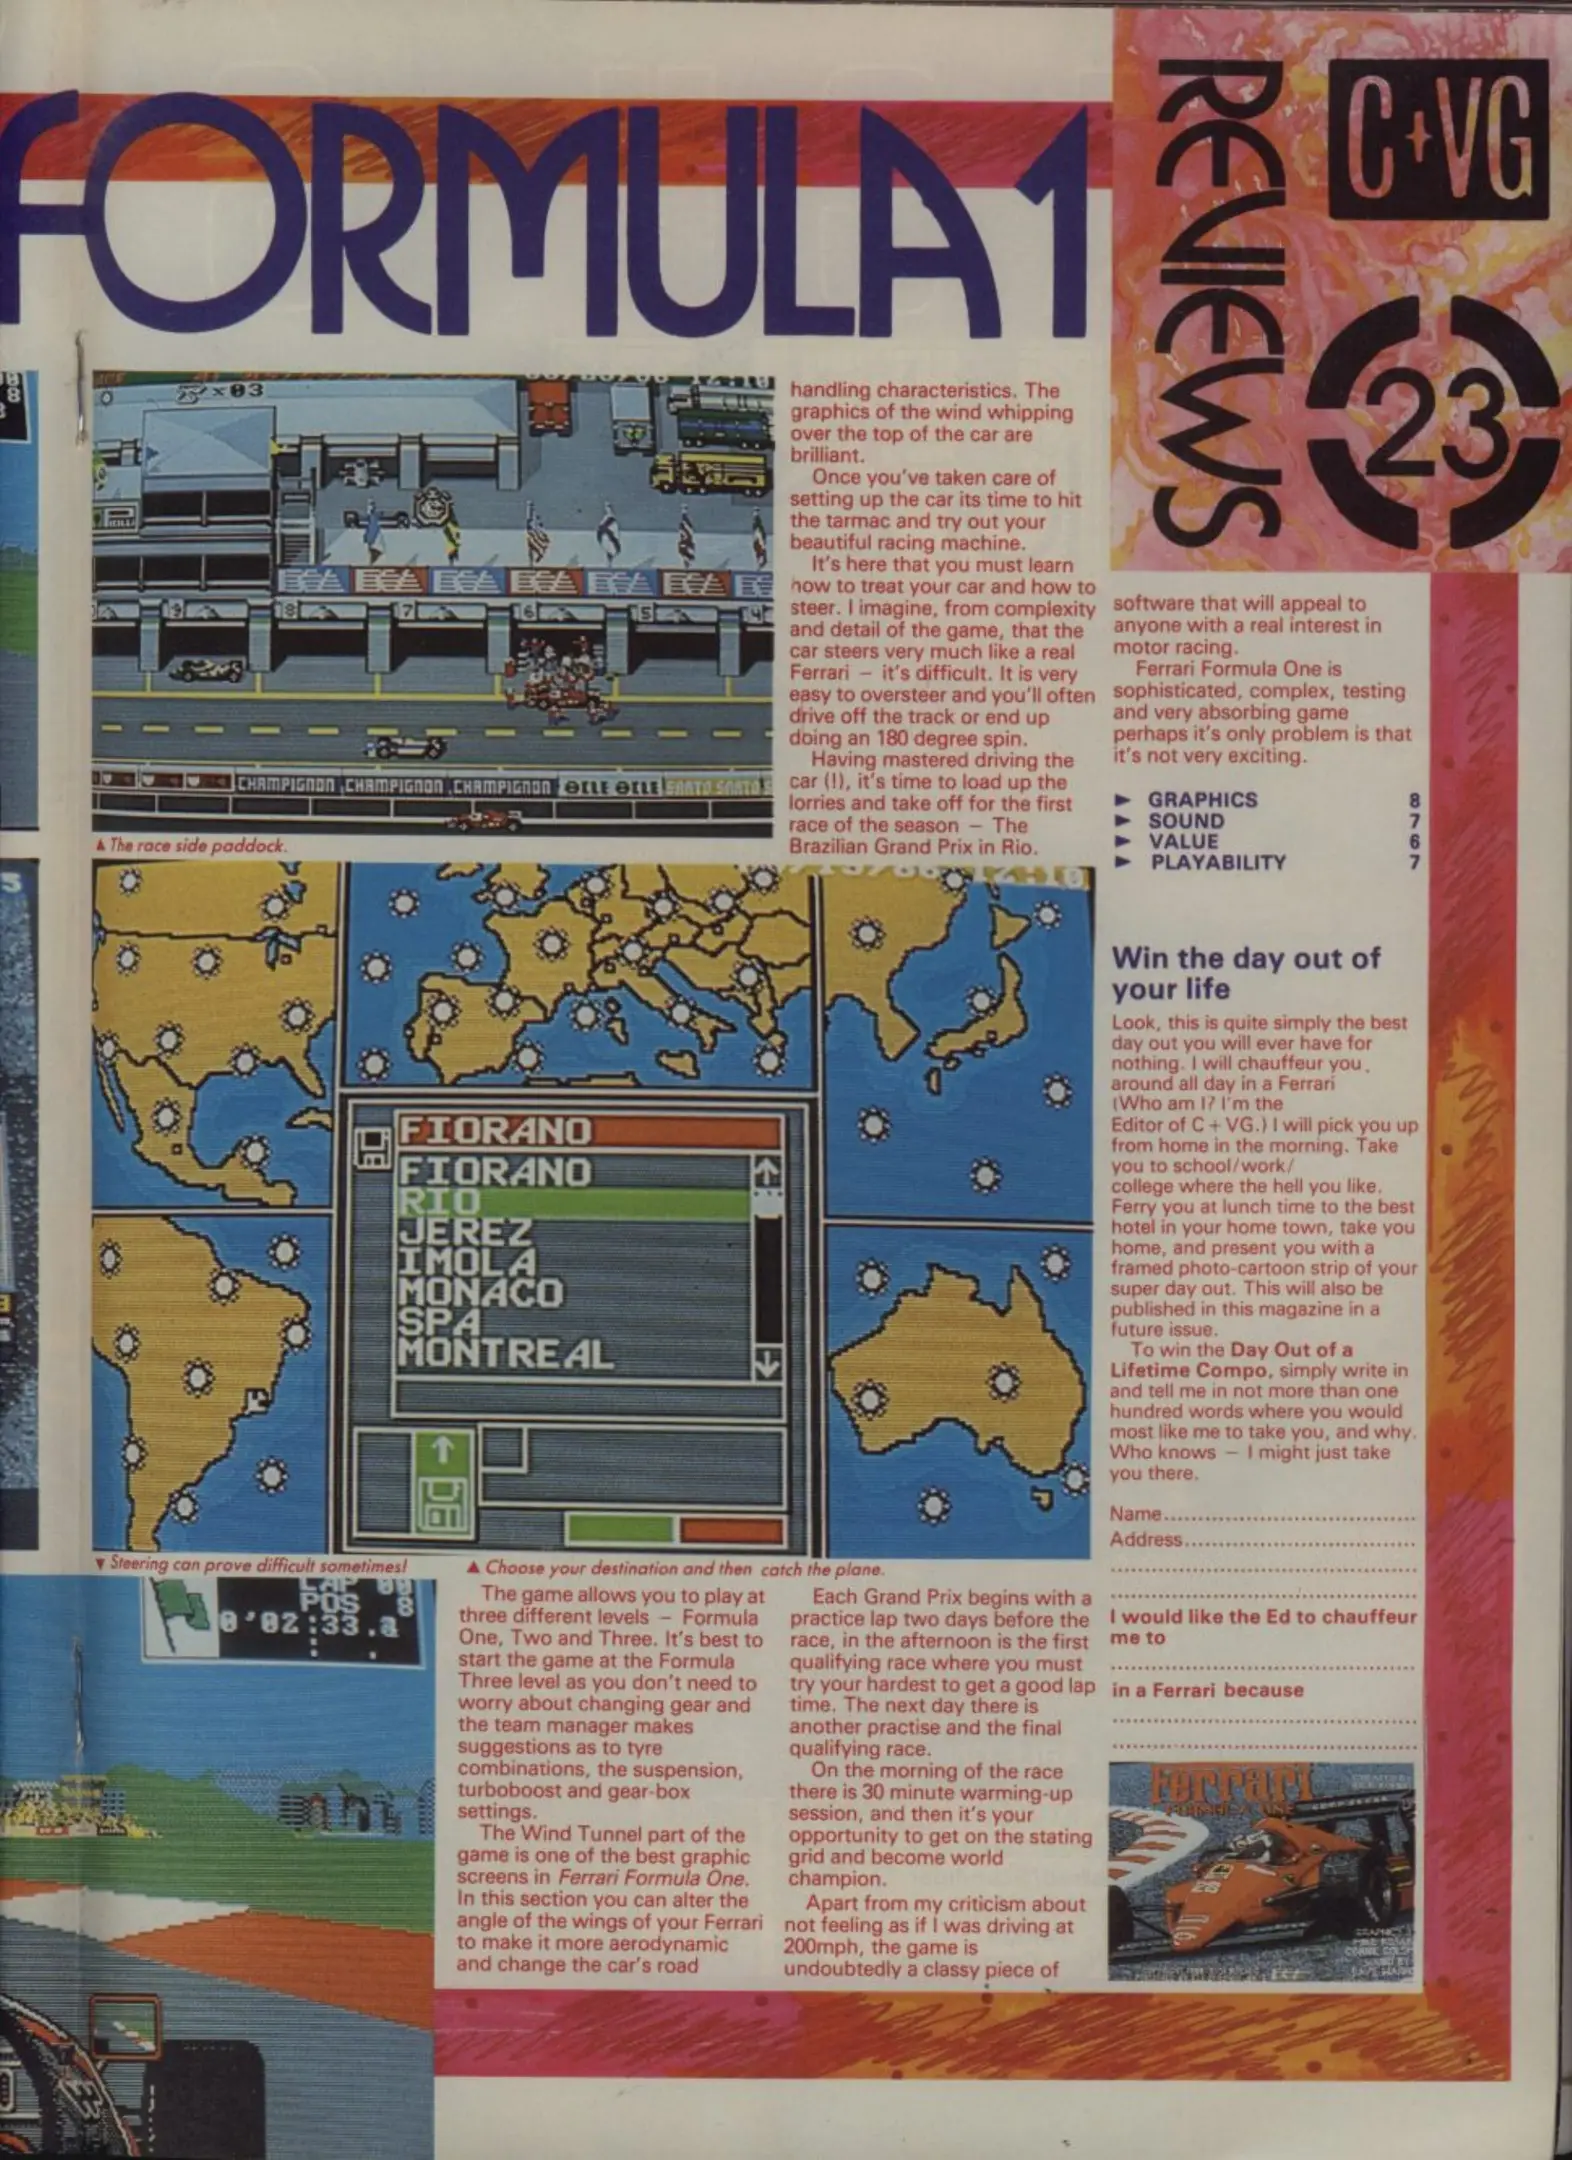 FORMULA 1
C+VG
REVIEWS
23
×03
9
8
7
6
5
4
CHAMPIGNON CHAMPIGNON CHAMPIGNON
▲ The race side paddock.
handling characteristics. The
graphics of the wind whipping
over the top of the car are
brilliant.
Once you've taken care of
setting up the car its time to hit
the tarmac and try out your
beautiful racing machine.
It's here that you must learn
how to treat your car and how to
steer. I imagine, from complexity
and detail of the game, that the
car steers very much like a real
Ferrari — it's difficult. It is very
easy to oversteer and you'll often
drive off the track or end up
doing an 180 degree spin.
Having mastered driving the
car (!), it's time to load up the
lorries and take off for the first
race of the season — The
Brazilian Grand Prix in Rio.
FIORANO
FIORANO
RIO
JEREZ
IMOLA
MONACO
SPA
MONTREAL
▼ Steering can prove difficult sometimes!
▲ Choose your destination and then catch the plane.
LAP 00
POS 8
0'02:33.
The game allows you to play at
three different levels — Formula
One, Two and Three. It's best to
start the game at the Formula
Three level as you don't need to
worry about changing gear and
the team manager makes
suggestions as to tyre
combinations, the suspension,
turboboost and gear-box
settings.
The Wind Tunnel part of the
game is one of the best graphic
screens in Ferrari Formula One.
In this section you can alter the
angle of the wings of your Ferrari
to make it more aerodynamic
and change the car's road
Each Grand Prix begins with a
practice lap two days before the
race, in the afternoon is the first
qualifying race where you must
try your hardest to get a good lap
time. The next day there is
another practise and the final
qualifying race.
On the morning of the race
there is 30 minute warming-up
session, and then it's your
opportunity to get on the stating
grid and become world
champion.
Apart from my criticism about
not feeling as if I was driving at
200mph, the game is
undoubtedly a classy piece of
software that will appeal to
anyone with a real interest in
motor racing.
Ferrari Formula One is
sophisticated, complex, testing
and very absorbing game
perhaps it's only problem is that
it's not very exciting.
► GRAPHICS 8
► SOUND 7
► VALUE 6
► PLAYABILITY 7
Win the day out of
your life
Look, this is quite simply the best
day out you will ever have for
nothing. I will chauffeur you
around all day in a Ferrari
(Who am I? I'm the
Editor of C + VG.) I will pick you up
from home in the morning. Take
you to school/work/
college where the hell you like.
Ferry you at lunch time to the best
hotel in your home town, take you
home, and present you with a
framed photo-cartoon strip of your
super day out. This will also be
published in this magazine in a
future issue.
To win the Day Out of a
Lifetime Compo, simply write in
and tell me in not more than one
hundred words where you would
most like me to take you, and why.
Who knows — I might just take
you there.
Name
Address
I would like the Ed to chauffeur
me to
in a Ferrari because
Ferrari
FORMULA ONE